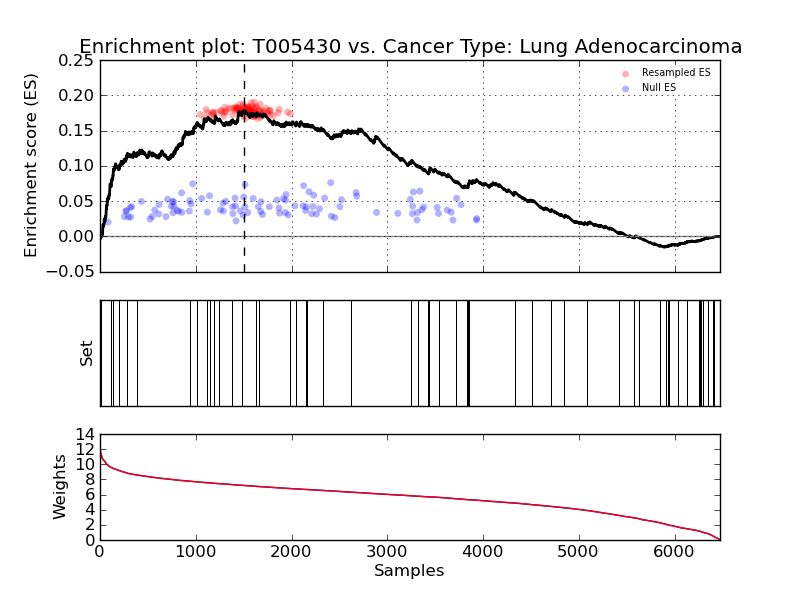 Enrichment plot: T005430 vs. Cancer Type: Lung Adenocarcinoma
0.25
0.20
0.15
0.10
0.05
0.00
−0.05
Enrichment score (ES)
Resampled ES
Null ES
Set
14
12
10
8
6
4
2
0
Weights
0 1000 2000 3000 4000 5000 6000
Samples